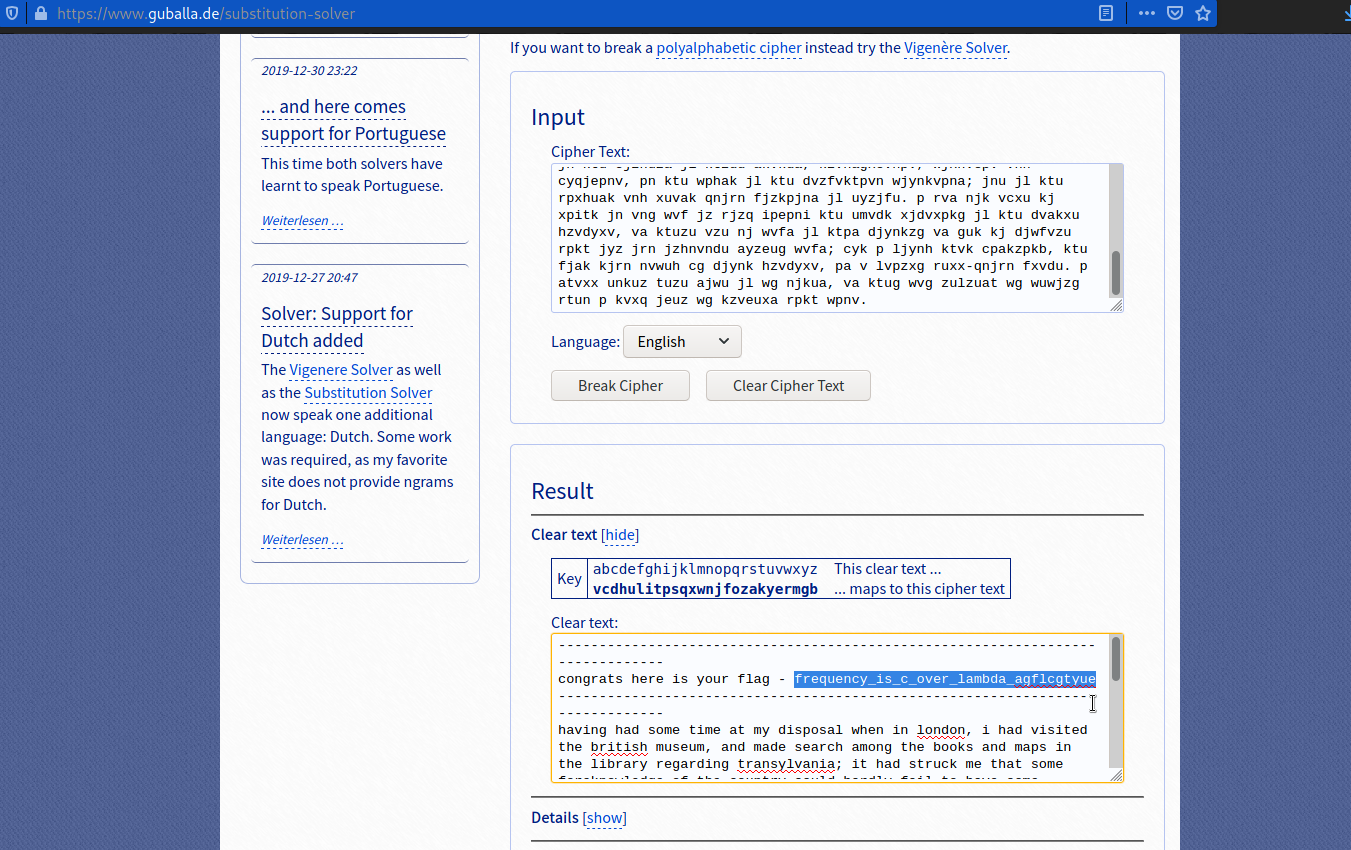 https://www.guballa.de/substitution-solver
2019-12-30 23:22
... and here comes
support for Portuguese
This time both solvers have
learnt to speak Portuguese.
Weiterlesen ...
2019-12-27 20:47
Solver: Support for
Dutch added
The Vigenere Solver as well
as the Substitution Solver
now speak one additional
language: Dutch. Some work
was required, as my favorite
site does not provide ngrams
for Dutch.
Weiterlesen ...
If you want to break a polyalphabetic cipher instead try the Vigenère Solver.
Input
Cipher Text:
cyqjepnv, pn ktu wphak jl ktu dvzfvktpvn wjynkvpna; jnu jl ktu
rpxhuak vnh xuvak qnjrn fjzkpjna jl uyzjfu. p rva njk vcxu kj
xpitk jn vng wvf jz rjzq ipepni ktu umvdk xjdvxpkg jl ktu dvakxu
hzvdyxv, va ktuzu vzu nj wvfa jl ktpa djynkzg va guk kj djwfvzu
rpkt jyz jrn jzhnvndu ayzeug wvfa; cyk p ljynh ktvk cpakzpkb, ktu
fjak kjrn nvwuh cg djynk hzvdyxv, pa v lvpzxg ruxx-qnjrn fxvdu. p
atvxx unkuz tuzu ajwu jl wg njkua, va ktug wvg zulzuat wg wuwjzg
rtun p kvxq jeuz wg kzveuxa rpkt wpnv.
Language: English
Break Cipher Clear Cipher Text
Result
Clear text [hide]
Key abcdefghijklmnopqrstuvwxyz This clear text ...
vcdhulitpsqxwnjfozakyermgb ... maps to this cipher text
Clear text:
-----------------------------------------------------------------
-------------
congrats here is your flag - frequency_is_c_over_lambda_agflcgtyue
-----------------------------------------------------------------
-------------
having had some time at my disposal when in london, i had visited
the british museum, and made search among the books and maps in
the library regarding transylvania; it had struck me that some
Details [show]